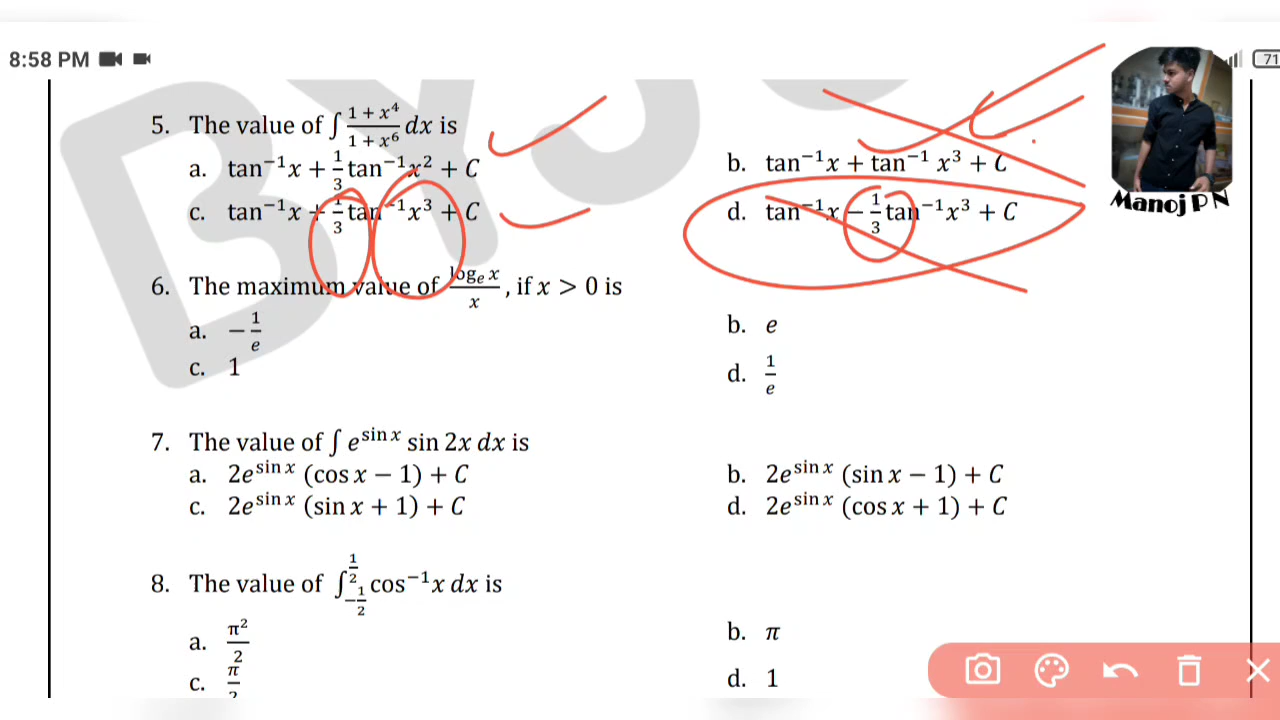 8:58 PM 71
5. The value of ∫ (1 + x⁴)/(1 + x⁶) dx is
a. tan⁻¹x + 1/3 tan⁻¹x² + C b. tan⁻¹x + tan⁻¹ x³ + C
c. tan⁻¹x + 1/3 tan⁻¹x³ + C d. tan⁻¹x − 1/3 tan⁻¹x³ + C
Manoj PN
6. The maximum value of logₑ x / x , if x > 0 is
a. −1/e b. e
c. 1 d. 1/e
7. The value of ∫ e^(sin x) sin 2x dx is
a. 2e^(sin x) (cos x − 1) + C b. 2e^(sin x) (sin x − 1) + C
c. 2e^(sin x) (sin x + 1) + C d. 2e^(sin x) (cos x + 1) + C
8. The value of ∫_(−1/2)^(1/2) cos⁻¹x dx is
a. π²/2 b. π
c. π/2 d. 1